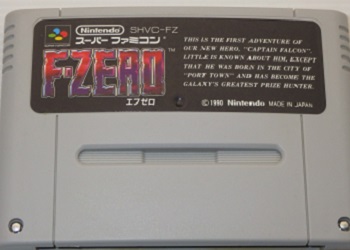 Nintendo SHVC-FZ
スーパーファミコン
F-ZERO™
エフゼロ
THIS IS THE FIRST ADVENTURE OF
OUR NEW HERO, "CAPTAIN FALCON".
LITTLE IS KNOWN ABOUT HIM, EXCEPT
THAT HE WAS BORN IN THE CITY OF
"PORT TOWN" AND HAS BECOME THE
GALAXY'S GREATEST PRIZE HUNTER.
©1990 Nintendo MADE IN JAPAN